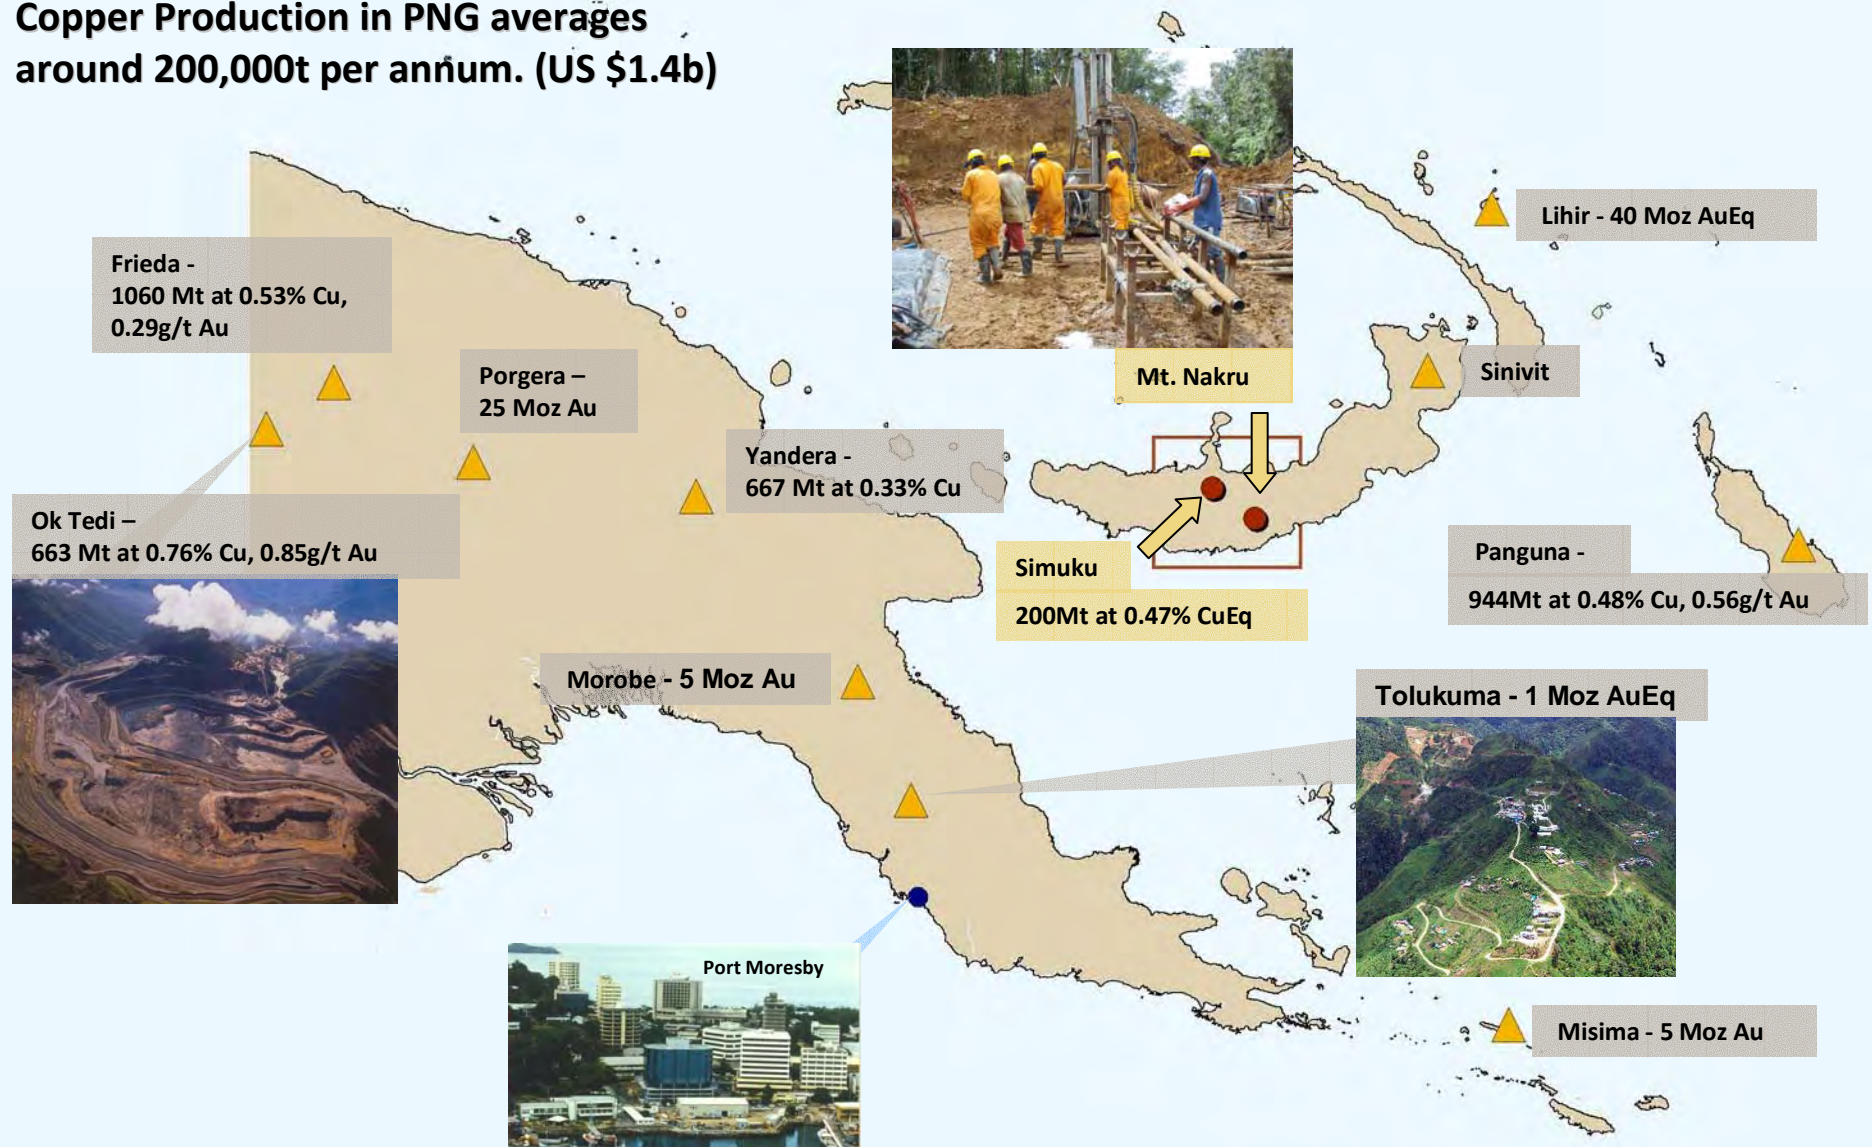 Copper Production in PNG averages
around 200,000t per annum. (US $1.4b)
Lihir - 40 Moz AuEq
Frieda -
1060 Mt at 0.53% Cu,
0.29g/t Au
Porgera –
25 Moz Au
Mt. Nakru
Sinivit
Yandera -
667 Mt at 0.33% Cu
Ok Tedi –
663 Mt at 0.76% Cu, 0.85g/t Au
Simuku
200Mt at 0.47% CuEq
Panguna -
944Mt at 0.48% Cu, 0.56g/t Au
Morobe - 5 Moz Au
Tolukuma - 1 Moz AuEq
Port Moresby
Misima - 5 Moz Au